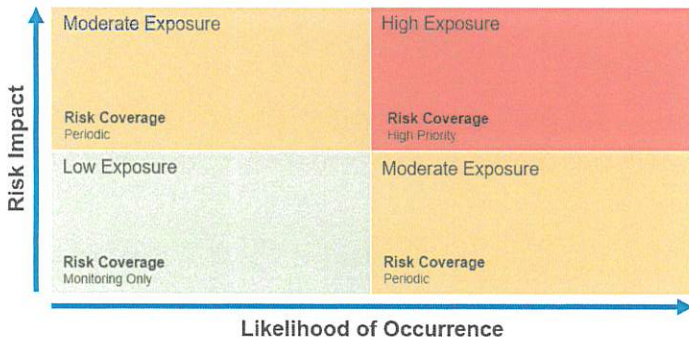 Moderate Exposure
High Exposure
Risk Coverage
Periodic
Risk Coverage
High Priority
Low Exposure
Moderate Exposure
Risk Coverage
Monitoring Only
Risk Coverage
Periodic
Risk Impact
Likelihood of Occurrence